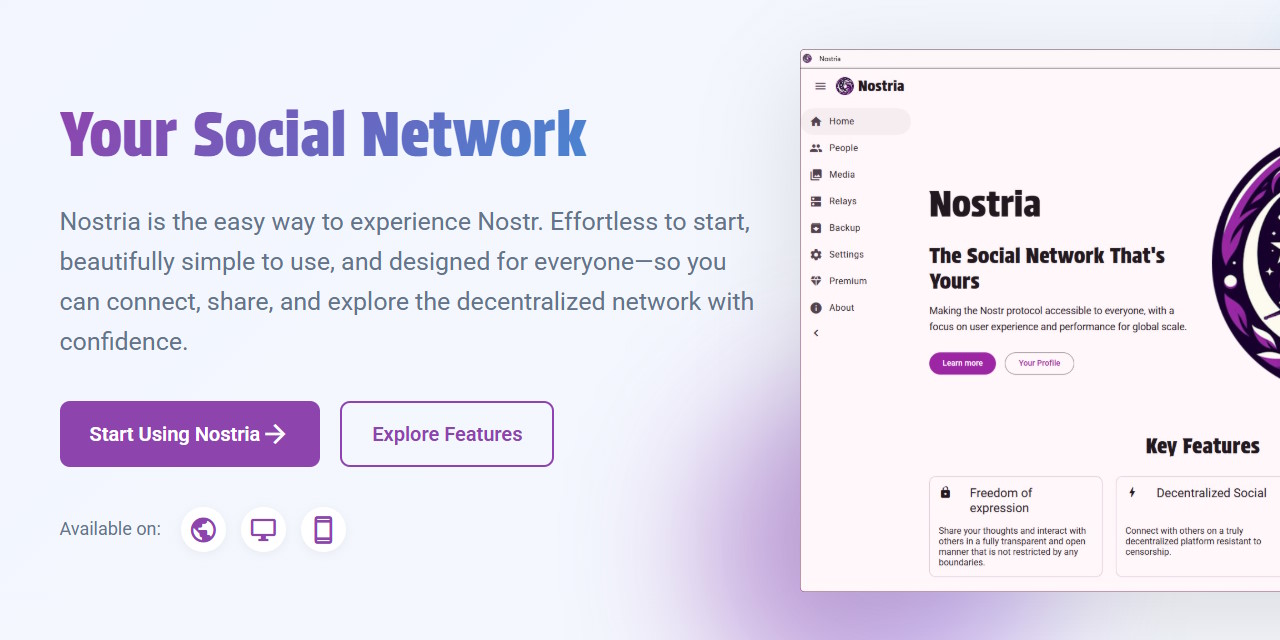 Your Social Network
Nostria is the easy way to experience Nostr. Effortless to start,
beautifully simple to use, and designed for everyone—so you
can connect, share, and explore the decentralized network with
confidence.
Start Using Nostria
Explore Features
Available on:
Nostria
Nostria
Home
People
Media
Relays
Backup
Settings
Premium
About
Nostria
The Social Network That's
Yours
Making the Nostr protocol accessible to everyone, with a
focus on user experience and performance for global scale.
Learn more
Your Profile
Key Features
Freedom of
expression
Share your thoughts and interact with
others in a fully transparent and open
manner that is not restricted by any
boundaries.
Decentralized Social
Connect with others on a truly
decentralized platform resistant to
censorship.